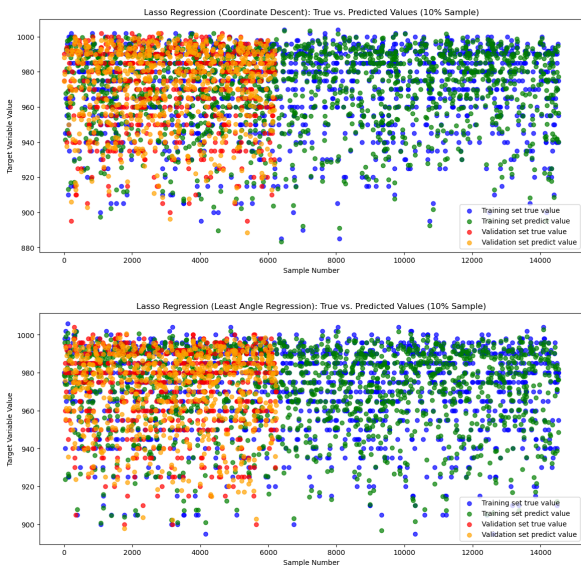 Lasso Regression (Coordinate Descent): True vs. Predicted Values (10% Sample)
Target Variable Value
1000
980
960
940
920
900
880
Training set true value
Training set predict value
Validation set true value
Validation set predict value
0
2000
4000
6000
8000
10000
12000
14000
Sample Number
Lasso Regression (Least Angle Regression): True vs. Predicted Values (10% Sample)
Target Variable Value
1000
980
960
940
920
900
Training set true value
Training set predict value
Validation set true value
Validation set predict value
0
2000
4000
6000
8000
10000
12000
14000
Sample Number